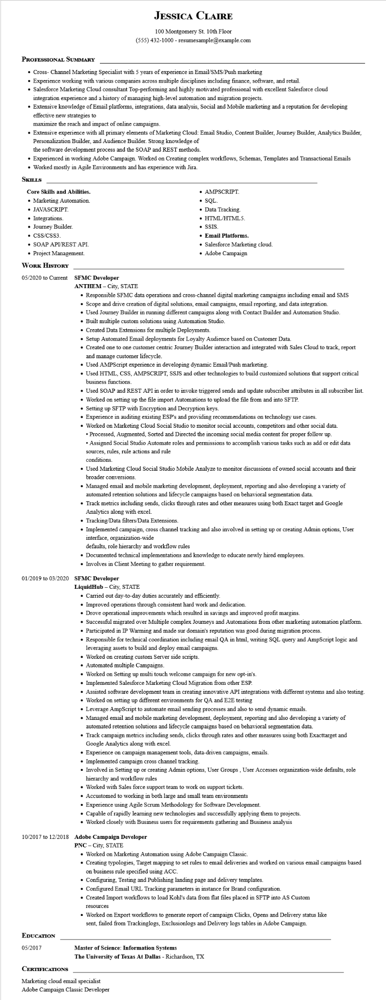 Jessica Claire
100 Montgomery St. 10th Floor
(555) 432-1000 - resumesample@example.com
Professional Summary
• Cross- Channel Marketing Specialist with 5 years of experience in Email/SMS/Push marketing
• Experience working with various companies across multiple disciplines including finance, software, and retail.
• Salesforce Marketing Cloud consultant Top-performing and highly motivated professional with excellent Salesforce cloud
integration experience and a history of managing high-level automation and migration projects.
• Extensive knowledge of Email platforms, integrations, data analysis, Social and Mobile marketing and a reputation for developing
effective new strategies to
maximize the reach and impact of online campaigns.
• Extensive experience with all primary elements of Marketing Cloud: Email Studio, Content Builder, Journey Builder, Analytics Builder,
Personalization Builder, and Audience Builder. Strong knowledge of
the software development process and the SOAP and REST methods.
• Experienced in working Adobe Campaign. Worked on Creating complex workflows, Schemas, Templates and Transactional Emails
• Worked mostly in Agile Environments and has experience with Jira.
Skills
Core Skills and Abilities.
• Marketing Automation.
• JAVASCRIPT.
• Integrations.
• Journey Builder.
• CSS/CSS3.
• SOAP API/REST API.
• Project Management.
• AMPSCRIPT.
• SQL.
• Data Tracking.
• HTML/HTML5.
• SSIS.
• Email Platforms.
• Salesforce Marketing cloud.
• Adobe Campaign
Work History
05/2020 to Current SFMC Developer
ANTHEM – City, STATE
• Responsible SFMC data operations and cross-channel digital marketing campaigns including email and SMS
• Scope and drive creation of digital solutions, email campaigns, email reporting, and data integration.
• Used Journey Builder in running different campaigns along with Contact Builder and Automation Studio.
• Built multiple custom solutions using Automation Studio.
• Created Data Extensions for multiple Deployments.
• Setup Automated Email deployments for Loyalty Audience based on Customer Data.
• Created one to one customer centric Journey Builder interaction and integrated with Sales Cloud to track, report
and manage customer lifecycle.
• Used AMPScript experience in developing dynamic Email/Push marketing.
• Used HTML, CSS, AMPSCRIPT, SSJS and other technologies to build customized solutions that support critical
business functions.
• Used SOAP and REST API in order to invoke triggered sends and update subscriber attributes in all subscriber list.
• Worked on setting up the file import Automations to upload the file from and into SFTP.
• Setting up SFTP with Encryption and Decryption keys.
• Experience in auditing existing ESP's and providing recommendations on technology use cases.
• Worked on Marketing Cloud Social Studio to monitor social accounts, competitors and other social data.
• Processed, Augmented, Sorted and Directed the incoming social media content for proper follow up.
• Assigned Social Studio Automate roles and permissions to accomplish various tasks such as add or edit data
sources, rules, rule actions and rule
conditions.
• Used Marketing Cloud Social Studio Mobile Analyze to monitor discussions of owned social accounts and their
broader conversions.
• Managed email and mobile marketing development, deployment, reporting and also developing a variety of
automated retention solutions and lifecycle campaigns based on behavioral segmentation data.
• Track metrics including sends, clicks through rates and other measures using both Exact target and Google
Analytics along with excel.
• Tracking/Data filters/Data Extensions.
• Implemented campaign, cross channel tracking and also involved in setting up or creating Admin options, User
interface, organization-wide
defaults, role hierarchy and workflow rules
• Documented technical implementations and knowledge to educate newly hired employees.
• Involves in Client Meeting to gather requirement.
01/2019 to 03/2020 SFMC Developer
LiquidHub – City, STATE
• Carried out day-to-day duties accurately and efficiently.
• Improved operations through consistent hard work and dedication.
• Drove operational improvements which resulted in savings and improved profit margins.
• Successful migrated over Multiple complex Journeys and Automations from other marketing automation platform.
• Participated in IP Warming and made sur domain's reputation was good during migration process.
• Responsible for technical coordination including email QA in html, writing SQL query and AmpScript logic and
leveraging assets to build and deploy email campaigns.
• Worked on creating custom Server side scripts.
• Automated multiple Campaigns.
• Worked on Setting up multi touch welcome campaign for new opt-in's.
• Implemented Salesforce Marketing Cloud Migration from other ESP.
• Assisted software development team in creating innovative API integrations with different systems and also testing.
• Worked on setting up different environments for QA and E2E testing
• Leverage AmpScript to automate email sending processes and also to send dynamic emails.
• Managed email and mobile marketing development, deployment, reporting and also developing a variety of
automated retention solutions and lifecycle campaigns based on behavioral segmentation data.
• Track campaign metrics including sends, clicks through rates and other measures using both Exacttarget and
Google Analytics along with excel.
• Experience on campaign management tools, data-driven campaigns, emails.
• Implemented campaign cross channel tracking.
• Involved in Setting up or creating Admin options, User Groups , User Accesses organization-wide defaults, role
hierarchy and workflow rules
• Worked with Sales force support team to work on support tickets.
• Accustomed to working in both large and small team environments
• Experience using Agile Scrum Methodology for Software Development.
• Capable of rapidly learning new technologies and successfully applying them to projects.
• Worked closely with Business users for requirements gathering and Business analysis
10/2017 to 12/2018 Adobe Campaign Developer
PNC – City, STATE
• Worked on Marketing Automation using Adobe Campaign Classic.
• Creating typologies, Target mapping to set rules to email deliveries and worked on various email campaigns based
on business rule specified using ACC.
• Configuring, Testing and Publishing landing page and delivery templates.
• Configured Email URL Tracking parameters in instance for Brand configuration.
• Created Import workflows to load Kohl's data from flat files placed in SFTP into AS Custom
resources
• Worked on Export workflows to generate report of campaign Clicks, Opens and Delivery status like
sent, failed from Trackinglogs, Exclusionlogs and Delivery logs tables in Adobe Campaign.
Education
05/2017 Master of Science: Information Systems
The University of Texas At Dallas - Richardson, TX
Certifications
Marketing cloud email specialist
Adobe Campaign Classic Developer